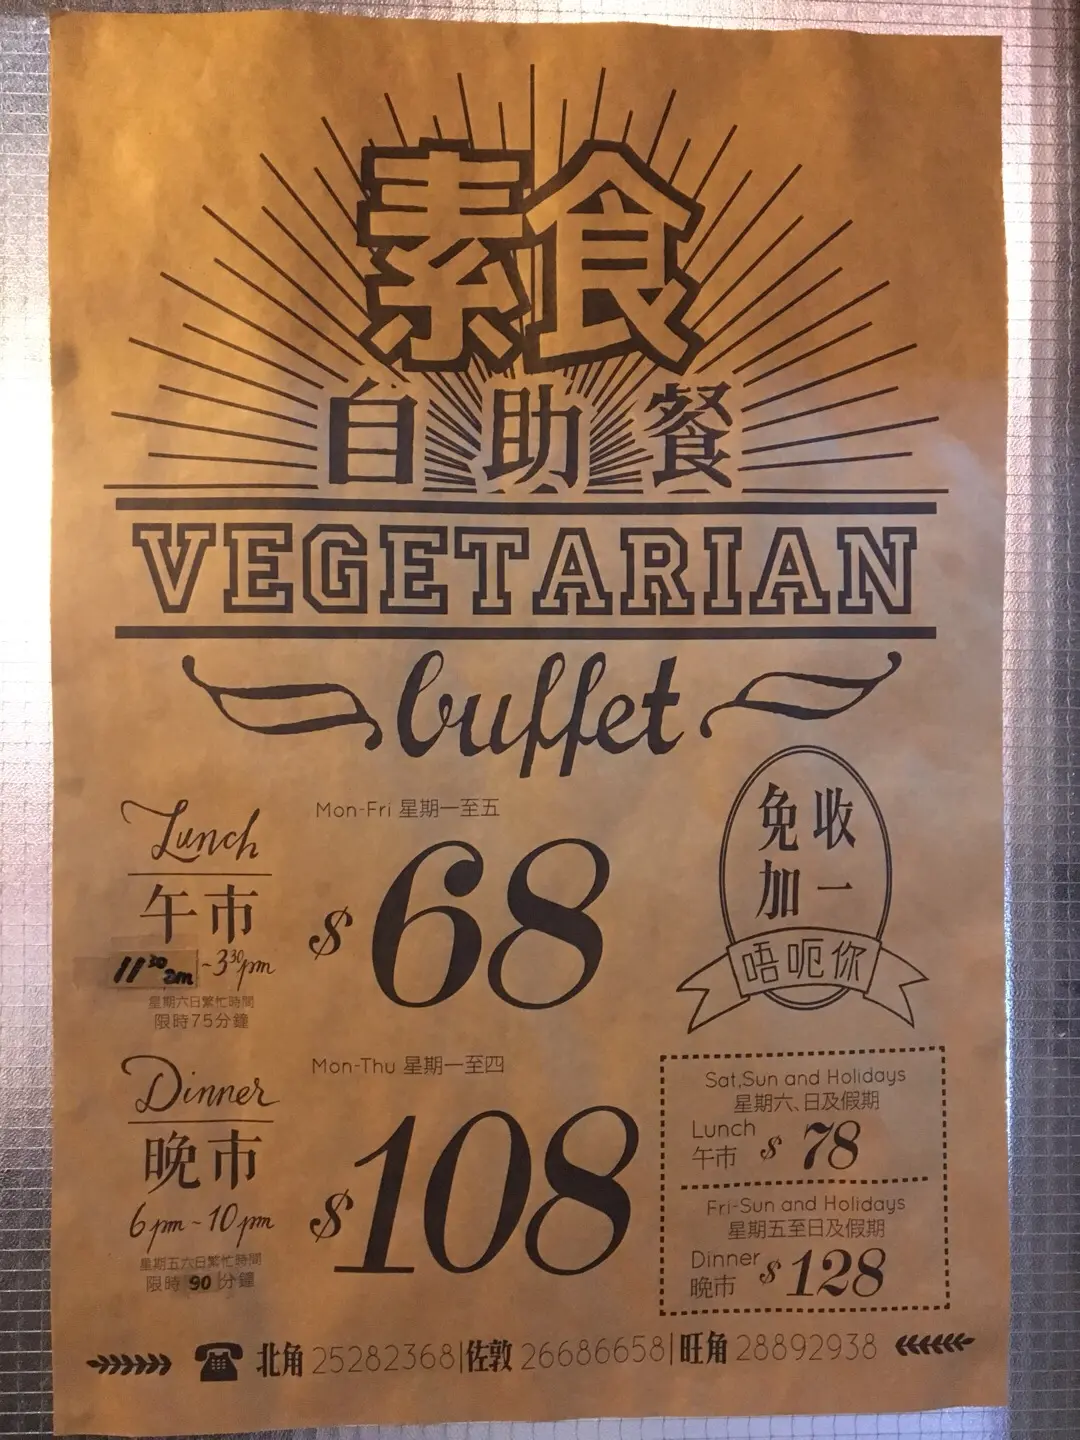 素食
自助餐
VEGETARIAN
buffet
Lunch
午市
11³⁰am ~3³⁰pm
星期六日繁忙時間
限時75分鐘
Mon-Fri 星期一至五
$68
免收
加一
唔呃你
Dinner
晚市
6pm~10pm
星期五六日繁忙時間
限時90分鐘
Mon-Thu 星期一至四
$108
Sat,Sun and Holidays
星期六、日及假期
Lunch
午市 $78
Fri-Sun and Holidays
星期五至日及假期
Dinner
晚市 $128
北角 25282368|佐敦 26686658|旺角 28892938